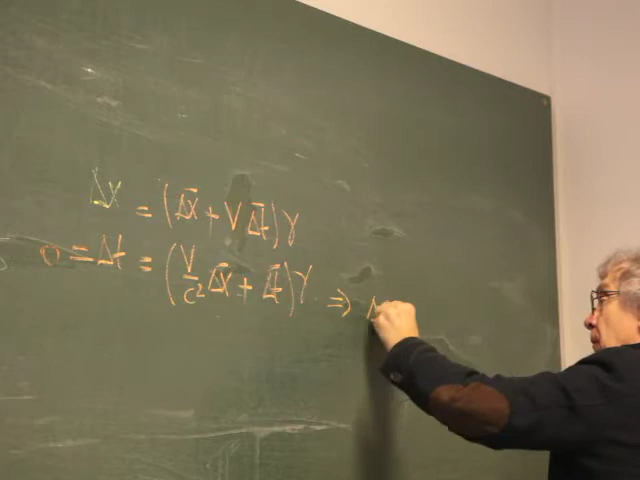 Δx = (Δx̄ + V Δt̄)γ
0 = Δt = (V/c² Δx̄ + Δt̄)γ ⇒